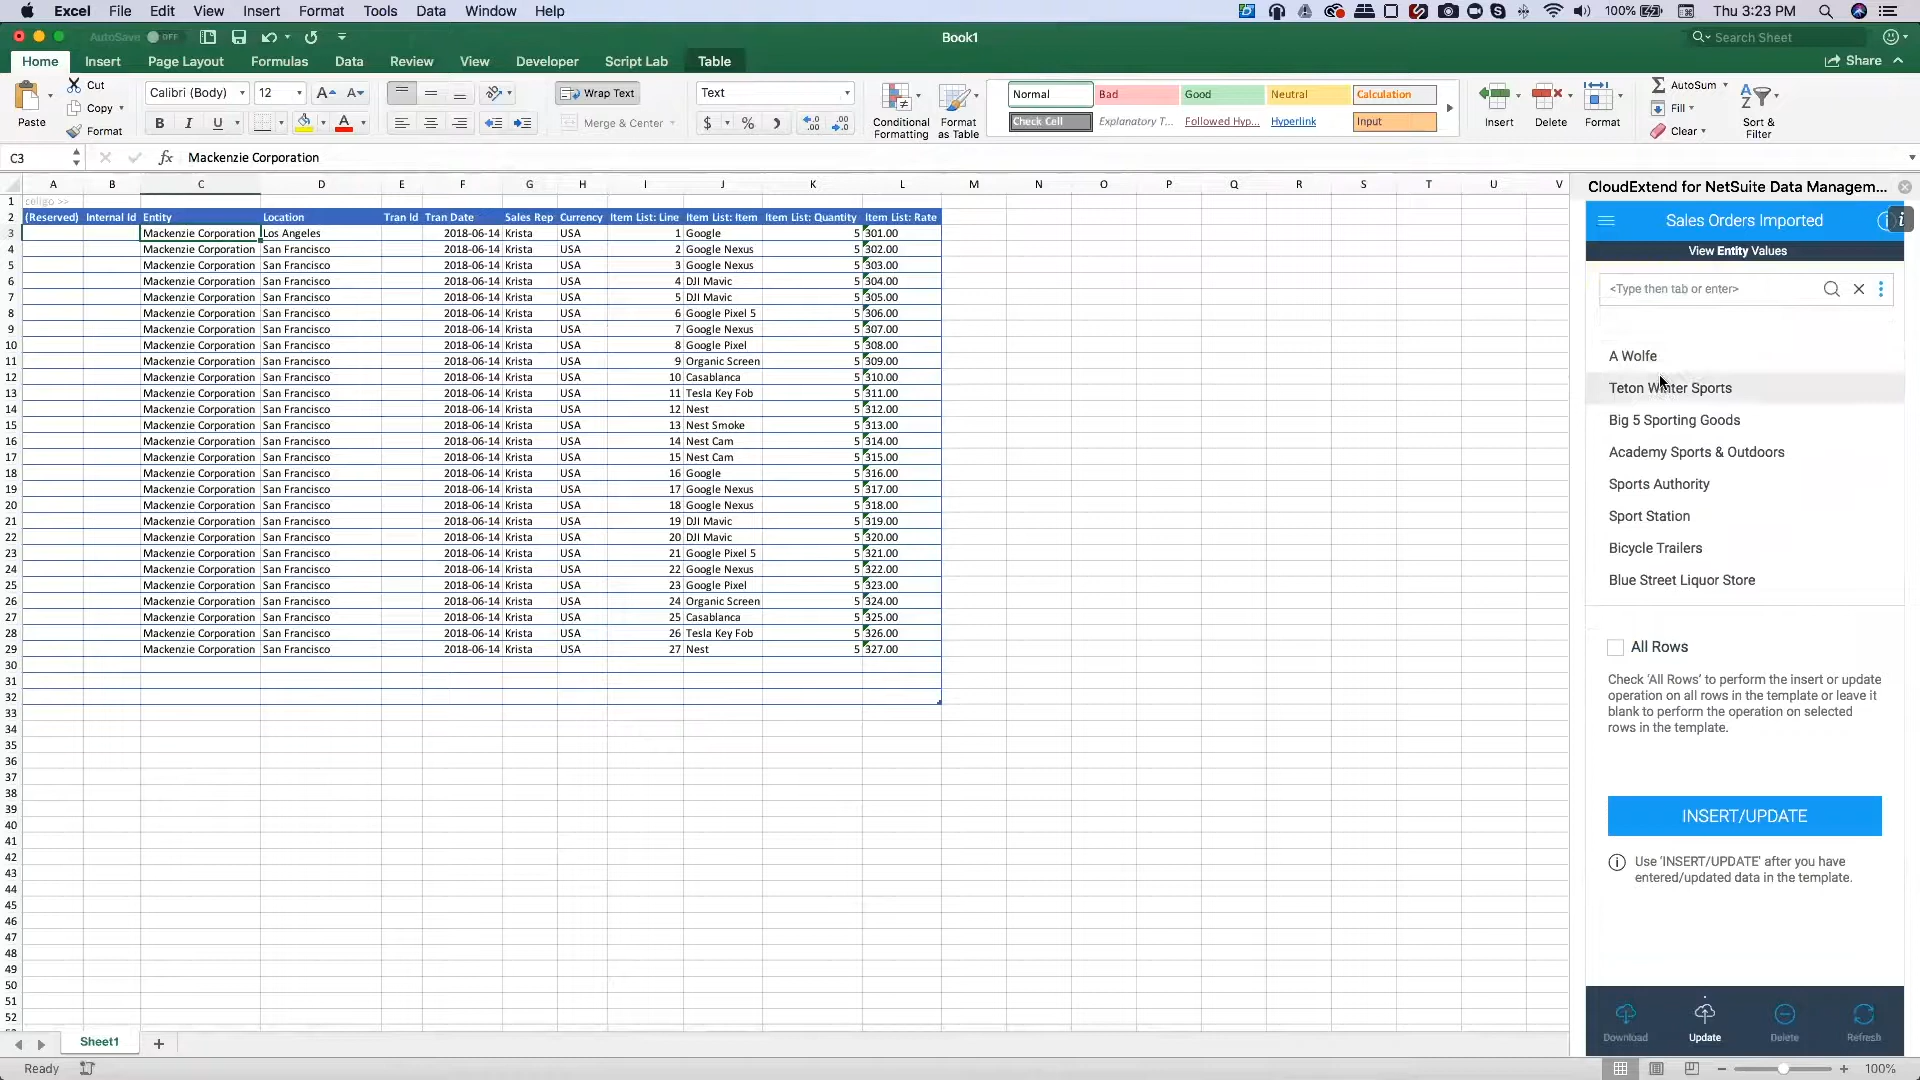 Excel File Edit View Insert Format Tools Data Window Help 100% Thu 3:23 PM
AutoSave OFF Book1 Search Sheet
Home Insert Page Layout Formulas Data Review View Developer Script Lab Table Share
Paste Cut Copy Format
Calibri (Body) 12 A A
B I U A
Wrap Text
Merge & Center
Text
$ %
Conditional Formatting
Format as Table
Normal Bad Good Neutral Calculation
Check Cell Explanatory T... Followed Hyp... Hyperlink Input
Insert Delete Format
AutoSum
Fill
Clear
Sort & Filter
C3 fx Mackenzie Corporation
A B C D E F G H I J K L M N O P Q R S T U V
1 celigo >>
2 (Reserved) Internal Id Entity Location Tran Id Tran Date Sales Rep Currency Item List: Line Item List: Item Item List: Quantity Item List: Rate
3 Mackenzie Corporation Los Angeles 2018-06-14 Krista USA 1 Google 5 301.00
4 Mackenzie Corporation San Francisco 2018-06-14 Krista USA 2 Google Nexus 5 302.00
5 Mackenzie Corporation San Francisco 2018-06-14 Krista USA 3 Google Nexus 5 303.00
6 Mackenzie Corporation San Francisco 2018-06-14 Krista USA 4 DJI Mavic 5 304.00
7 Mackenzie Corporation San Francisco 2018-06-14 Krista USA 5 DJI Mavic 5 305.00
8 Mackenzie Corporation San Francisco 2018-06-14 Krista USA 6 Google Pixel 5 5 306.00
9 Mackenzie Corporation San Francisco 2018-06-14 Krista USA 7 Google Nexus 5 307.00
10 Mackenzie Corporation San Francisco 2018-06-14 Krista USA 8 Google Pixel 5 308.00
11 Mackenzie Corporation San Francisco 2018-06-14 Krista USA 9 Organic Screen 5 309.00
12 Mackenzie Corporation San Francisco 2018-06-14 Krista USA 10 Casablanca 5 310.00
13 Mackenzie Corporation San Francisco 2018-06-14 Krista USA 11 Tesla Key Fob 5 311.00
14 Mackenzie Corporation San Francisco 2018-06-14 Krista USA 12 Nest 5 312.00
15 Mackenzie Corporation San Francisco 2018-06-14 Krista USA 13 Nest Smoke 5 313.00
16 Mackenzie Corporation San Francisco 2018-06-14 Krista USA 14 Nest Cam 5 314.00
17 Mackenzie Corporation San Francisco 2018-06-14 Krista USA 15 Nest Cam 5 315.00
18 Mackenzie Corporation San Francisco 2018-06-14 Krista USA 16 Google 5 316.00
19 Mackenzie Corporation San Francisco 2018-06-14 Krista USA 17 Google Nexus 5 317.00
20 Mackenzie Corporation San Francisco 2018-06-14 Krista USA 18 Google Nexus 5 318.00
21 Mackenzie Corporation San Francisco 2018-06-14 Krista USA 19 DJI Mavic 5 319.00
22 Mackenzie Corporation San Francisco 2018-06-14 Krista USA 20 DJI Mavic 5 320.00
23 Mackenzie Corporation San Francisco 2018-06-14 Krista USA 21 Google Pixel 5 5 321.00
24 Mackenzie Corporation San Francisco 2018-06-14 Krista USA 22 Google Nexus 5 322.00
25 Mackenzie Corporation San Francisco 2018-06-14 Krista USA 23 Google Pixel 5 323.00
26 Mackenzie Corporation San Francisco 2018-06-14 Krista USA 24 Organic Screen 5 324.00
27 Mackenzie Corporation San Francisco 2018-06-14 Krista USA 25 Casablanca 5 325.00
28 Mackenzie Corporation San Francisco 2018-06-14 Krista USA 26 Tesla Key Fob 5 326.00
29 Mackenzie Corporation San Francisco 2018-06-14 Krista USA 27 Nest 5 327.00
30
31
32
33
34
35
36
37
38
39
40
41
42
43
44
45
46
47
48
49
50
51
52
CloudExtend for NetSuite Data Managem...
Sales Orders Imported
View Entity Values
<Type then tab or enter>
A Wolfe
Teton Winter Sports
Big 5 Sporting Goods
Academy Sports & Outdoors
Sports Authority
Sport Station
Bicycle Trailers
Blue Street Liquor Store
All Rows
Check 'All Rows' to perform the insert or update
operation on all rows in the template or leave it
blank to perform the operation on selected
rows in the template.
INSERT/UPDATE
Use 'INSERT/UPDATE' after you have
entered/updated data in the template.
Download Update Delete Refresh
Sheet1 +
Ready 100%